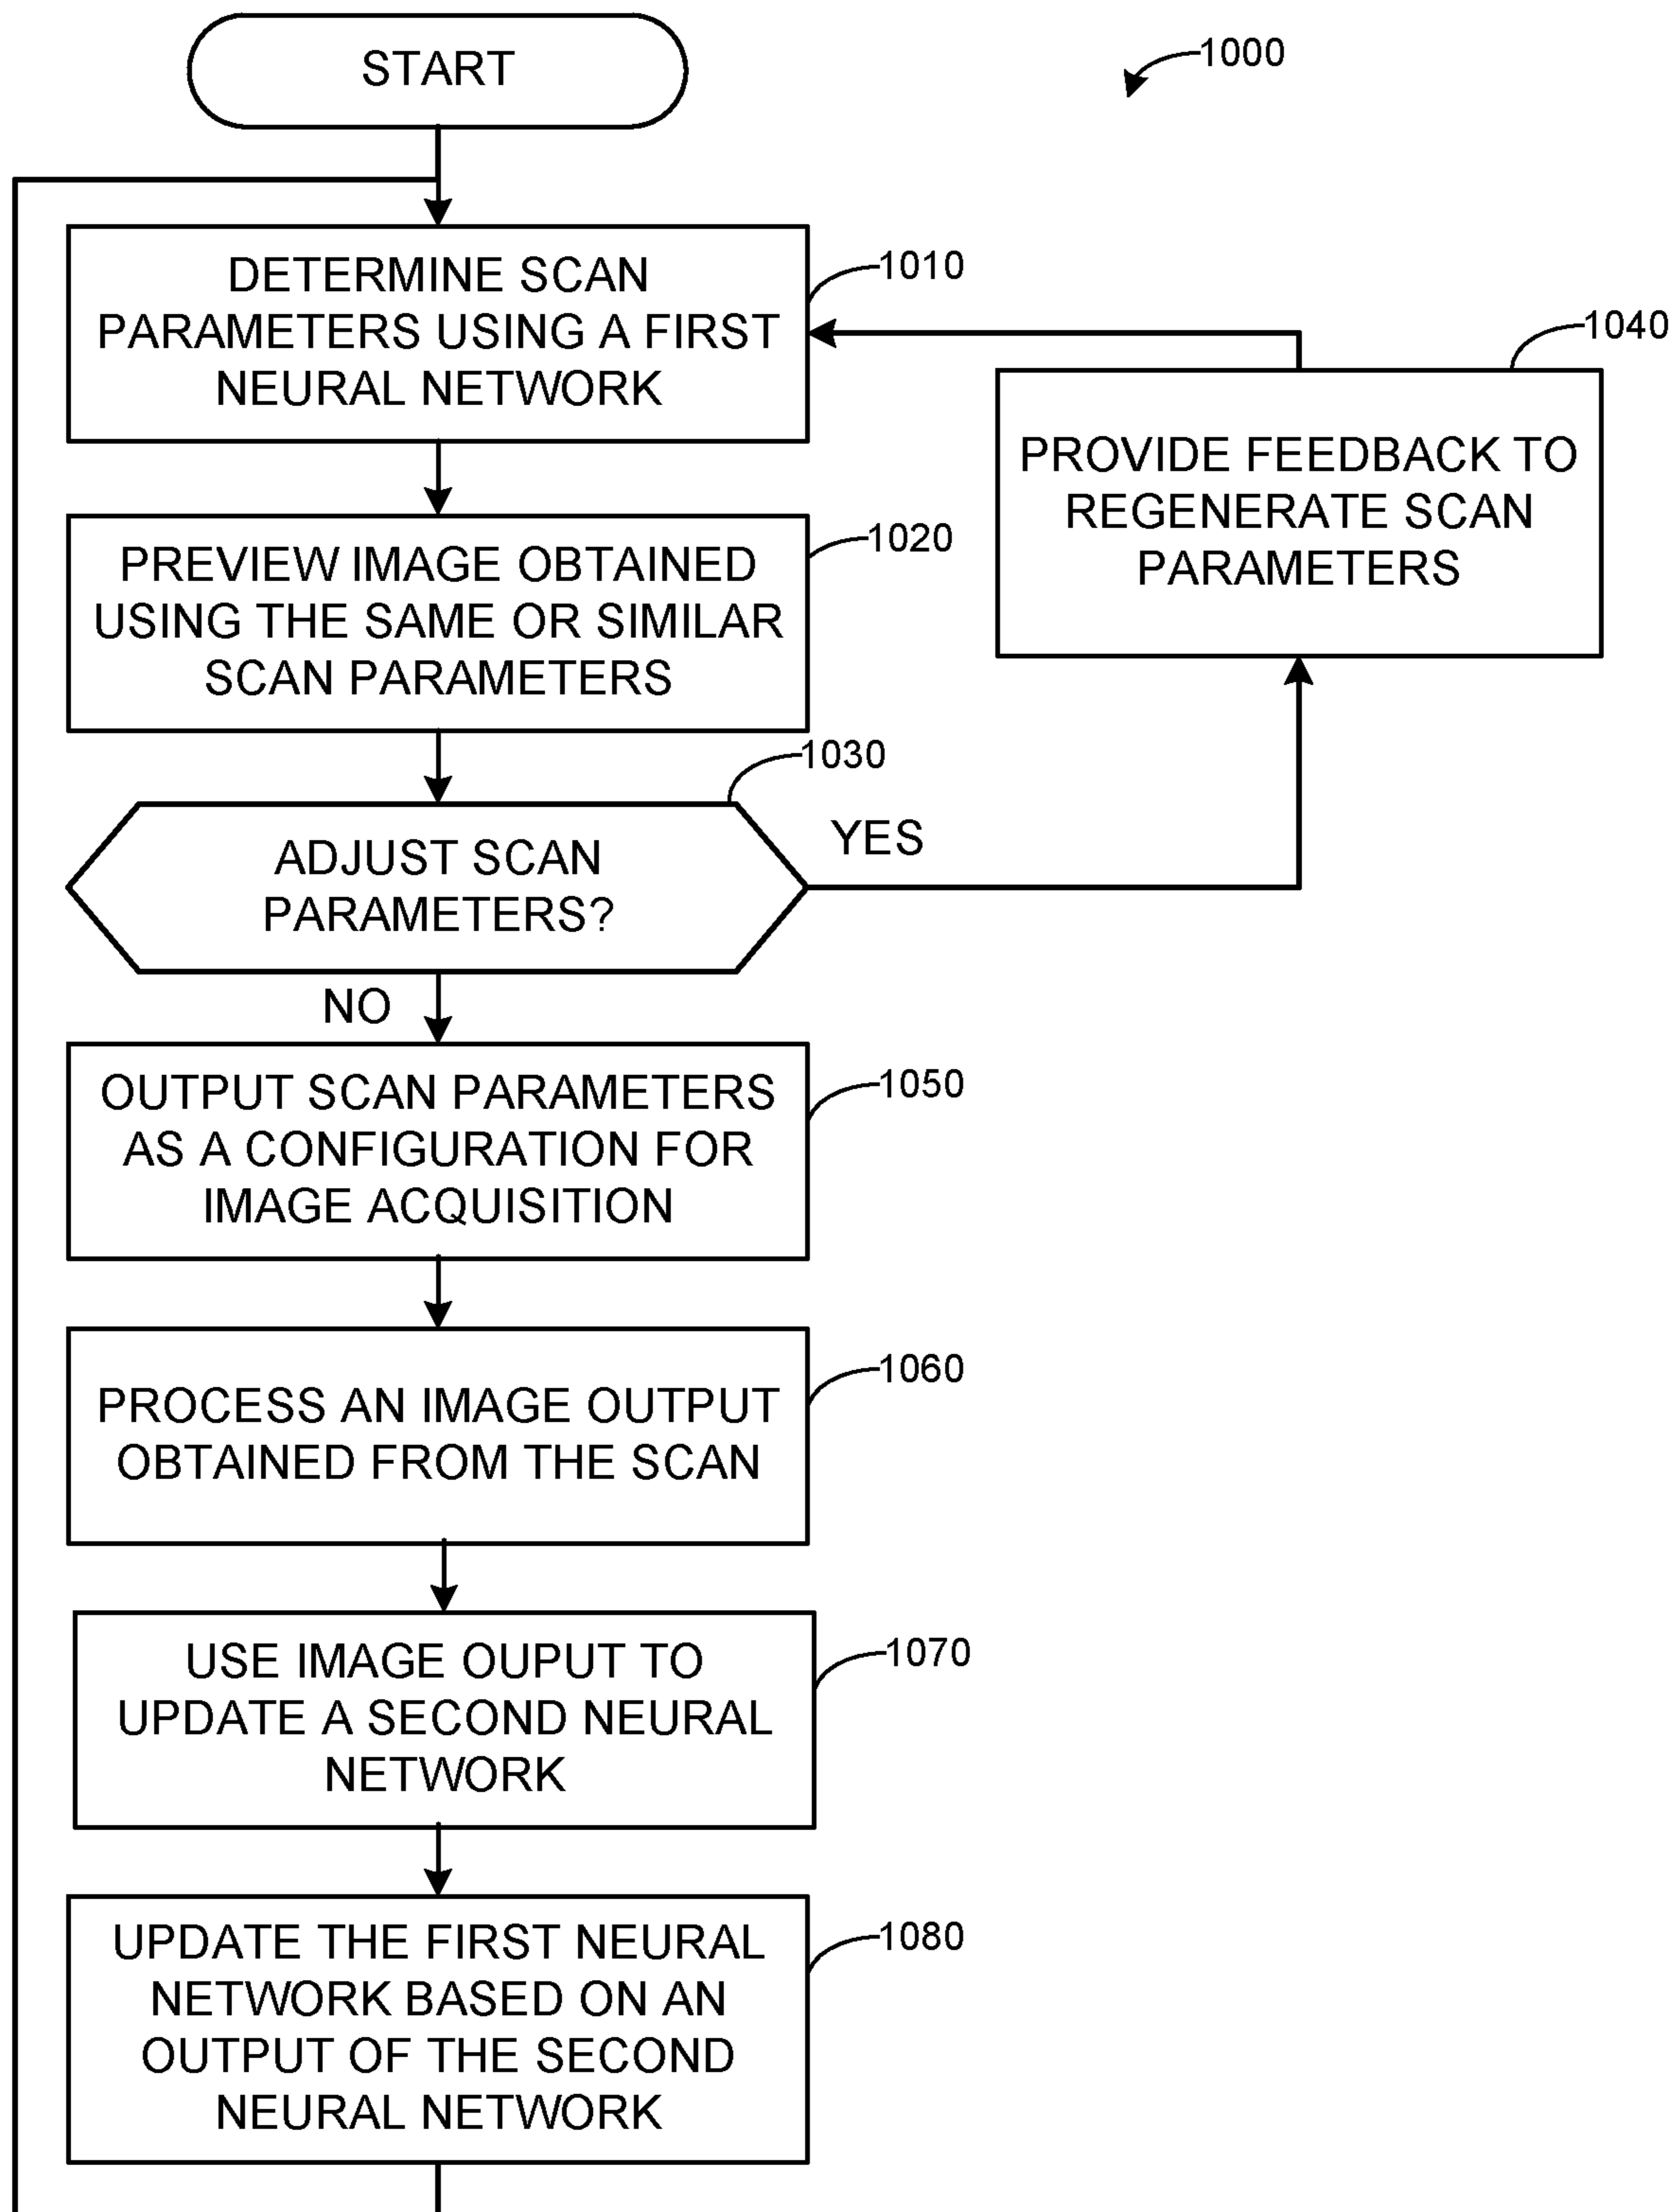 START
1000
DETERMINE SCAN
PARAMETERS USING A FIRST
NEURAL NETWORK
1010
PREVIEW IMAGE OBTAINED
USING THE SAME OR SIMILAR
SCAN PARAMETERS
1020
ADJUST SCAN
PARAMETERS?
1030
YES
PROVIDE FEEDBACK TO
REGENERATE SCAN
PARAMETERS
1040
NO
OUTPUT SCAN PARAMETERS
AS A CONFIGURATION FOR
IMAGE ACQUISITION
1050
PROCESS AN IMAGE OUTPUT
OBTAINED FROM THE SCAN
1060
USE IMAGE OUPUT TO
UPDATE A SECOND NEURAL
NETWORK
1070
UPDATE THE FIRST NEURAL
NETWORK BASED ON AN
OUTPUT OF THE SECOND
NEURAL NETWORK
1080